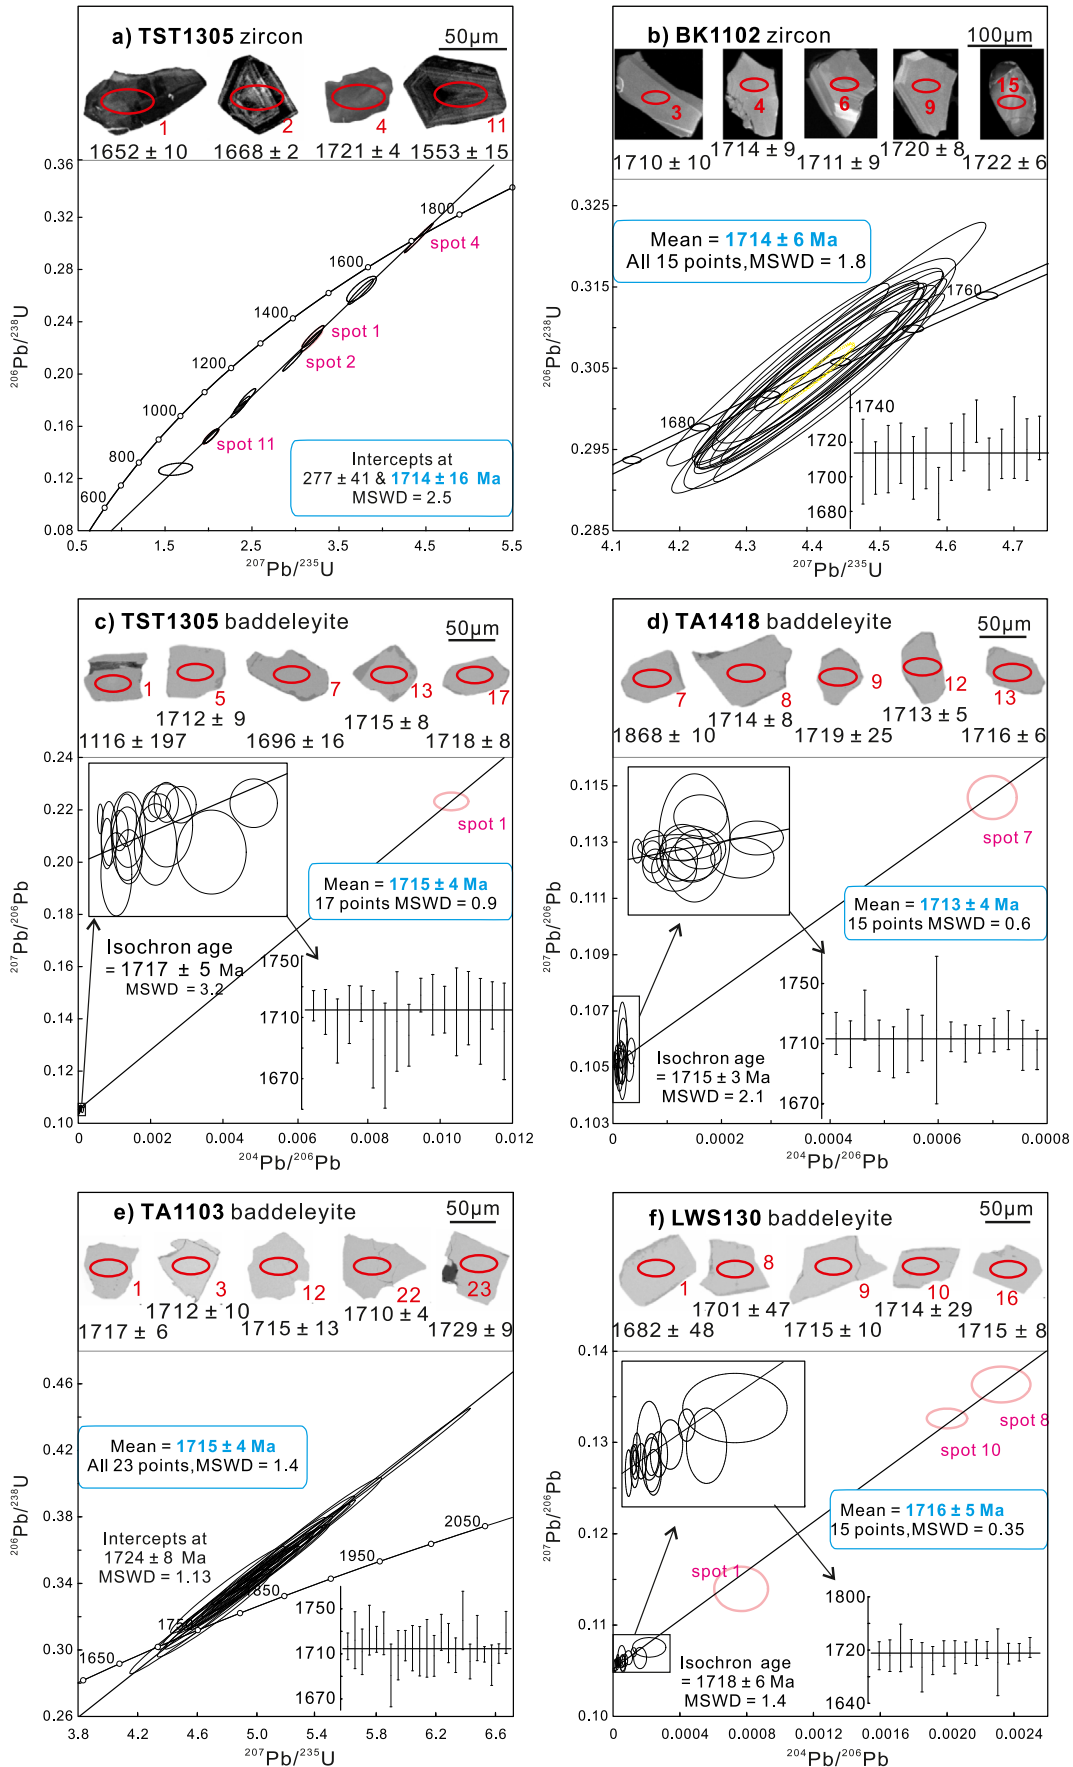 a) TST1305 zircon
50μm
1
2
4
11
1652 ± 10
1668 ± 2
1721 ± 4
1553 ± 15
0.36
0.32
0.28
0.24
0.20
0.16
0.12
0.08
206Pb/238U
1800
1600
1400
1200
1000
800
600
spot 4
spot 1
spot 2
spot 11
Intercepts at
277 ± 41 & 1714 ± 16 Ma
MSWD = 2.5
0.5
1.5
2.5
3.5
4.5
5.5
207Pb/235U
b) BK1102 zircon
100μm
3
4
6
9
15
1710 ± 10
1714 ± 9
1711 ± 9
1720 ± 8
1722 ± 6
0.325
0.315
0.305
0.295
0.285
206Pb/238U
Mean = 1714 ± 6 Ma
All 15 points,MSWD = 1.8
1760
1680
1740
1720
1700
1680
4.1
4.2
4.3
4.4
4.5
4.6
4.7
207Pb/235U
c) TST1305 baddeleyite
50μm
1
5
7
13
17
1712 ± 9
1715 ± 8
1116 ± 197
1696 ± 16
1718 ± 8
0.24
0.22
0.20
0.18
0.16
0.14
0.12
0.10
207Pb/206Pb
spot 1
Mean = 1715 ± 4 Ma
17 points MSWD = 0.9
Isochron age
= 1717 ± 5 Ma
MSWD = 3.2
1750
1710
1670
0
0.002
0.004
0.006
0.008
0.010
0.012
204Pb/206Pb
d) TA1418 baddeleyite
50μm
7
8
9
12
13
1714 ± 8
1713 ± 5
1868 ± 10
1719 ± 25
1716 ± 6
0.115
0.113
0.111
0.109
0.107
0.105
0.103
207Pb/206Pb
spot 7
Mean = 1713 ± 4 Ma
15 points MSWD = 0.6
Isochron age
= 1715 ± 3 Ma
MSWD = 2.1
1750
1710
1670
0
0.0002
0.0004
0.0006
0.0008
204Pb/206Pb
e) TA1103 baddeleyite
50μm
1
3
12
22
23
1712 ± 10
1710 ± 4
1717 ± 6
1715 ± 13
1729 ± 9
0.46
0.42
0.38
0.34
0.30
0.26
206Pb/238U
Mean = 1715 ± 4 Ma
All 23 points,MSWD = 1.4
Intercepts at
1724 ± 8 Ma
MSWD = 1.13
2050
1950
1850
1750
1650
1750
1710
1670
3.8
4.4
5.0
5.6
6.2
6.6
207Pb/235U
f) LWS130 baddeleyite
50μm
1
8
9
10
16
1701 ± 47
1714 ± 29
1682 ± 48
1715 ± 10
1715 ± 8
0.14
0.13
0.12
0.11
0.10
207Pb/206Pb
spot 8
spot 10
spot 1
Mean = 1716 ± 5 Ma
15 points,MSWD = 0.35
Isochron age
= 1718 ± 6 Ma
MSWD = 1.4
1800
1720
1640
0
0.0004
0.0008
0.0012
0.0016
0.0020
0.0024
204Pb/206Pb